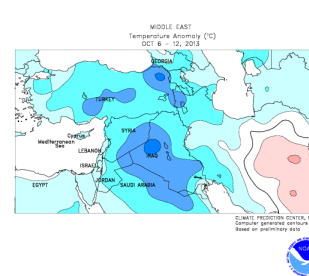 MIDDLE EAST
Temperature Anomaly (°C)
OCT 6 - 12, 2013
GEORGIA
TURKEY
SYRIA
Cyprus
Mediterranean
Sea
LEBANON
IRAQ
ISRAEL
JORDAN
EGYPT
SAUDI ARABIA
CLIMATE PREDICTION CENTER,
Computer generated contours
Based on preliminary data